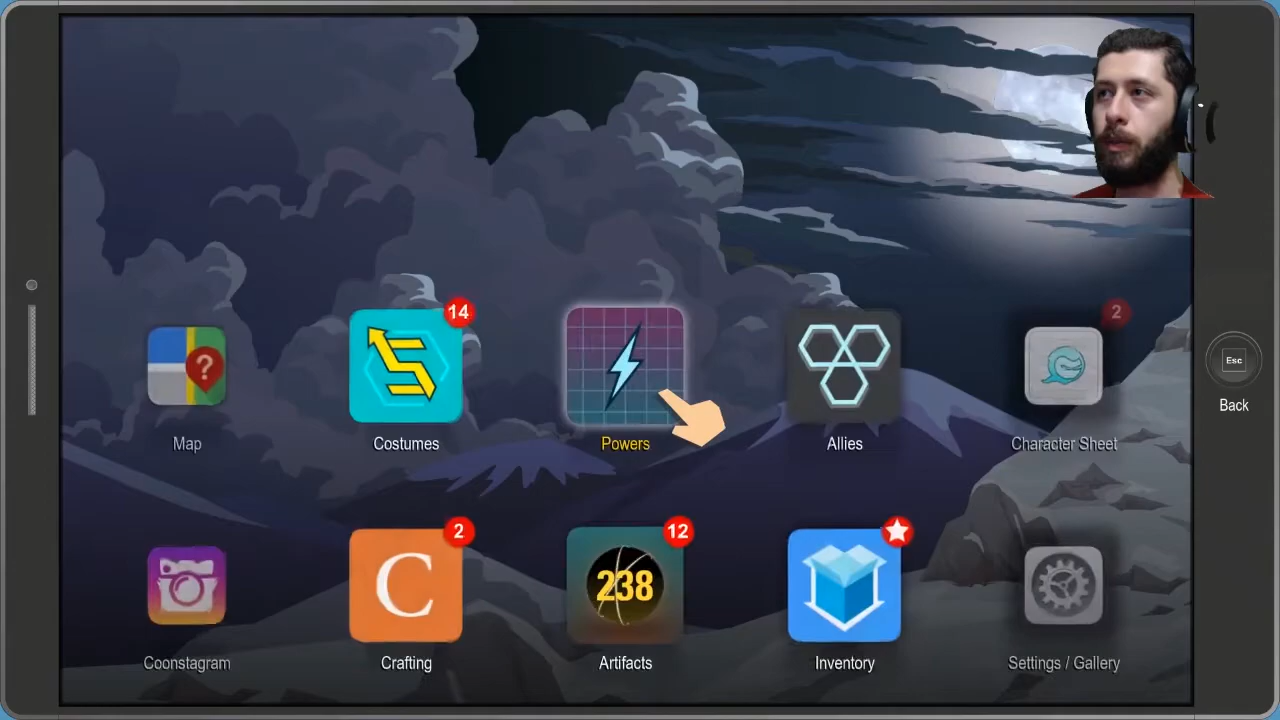 14
2
Map
Costumes
Powers
Allies
Character Sheet
Esc
Back
2
12
C
238
Coonstagram
Crafting
Artifacts
Inventory
Settings / Gallery